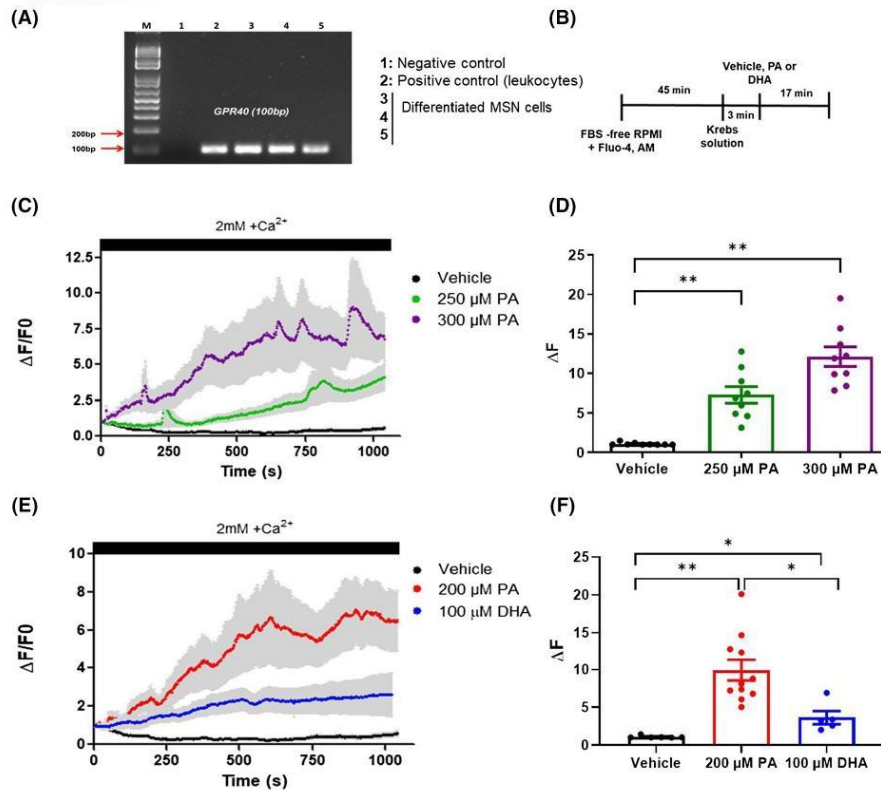 (A)
M 1 2 3 4 5
GPR40 (100bp)
200bp
100bp
1: Negative control
2: Positive control (leukocytes)
3
4 Differentiated MSN cells
5
(B)
Vehicle, PA or
DHA
45 min
17 min
3 min
FBS -free RPMI
+ Fluo-4, AM
Krebs
solution
(C)
2mM +Ca²⁺
ΔF/F0
12.5
10.0
7.5
5.0
2.5
0.0
0 250 500 750 1000
Time (s)
Vehicle
250 µM PA
300 µM PA
(D)
ΔF
25
20
15
10
5
0
**
**
Vehicle 250 µM PA 300 µM PA
(E)
2mM +Ca²⁺
ΔF/F0
10
8
6
4
2
0
0 250 500 750 1000
Time (s)
Vehicle
200 µM PA
100 µM DHA
(F)
ΔF
25
20
15
10
5
0
*
** *
Vehicle 200 µM PA 100 µM DHA